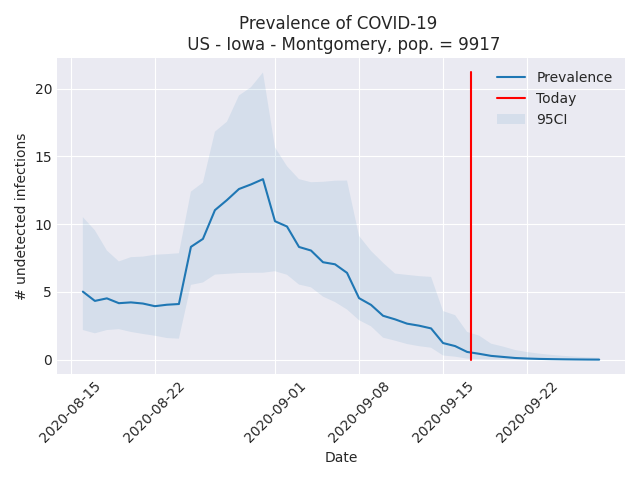 Prevalence of COVID-19
US - Iowa - Montgomery, pop. = 9917
Prevalence
Today
95CI
# undetected infections
20
15
10
5
0
2020-08-15
2020-08-22
2020-09-01
2020-09-08
2020-09-15
2020-09-22
Date